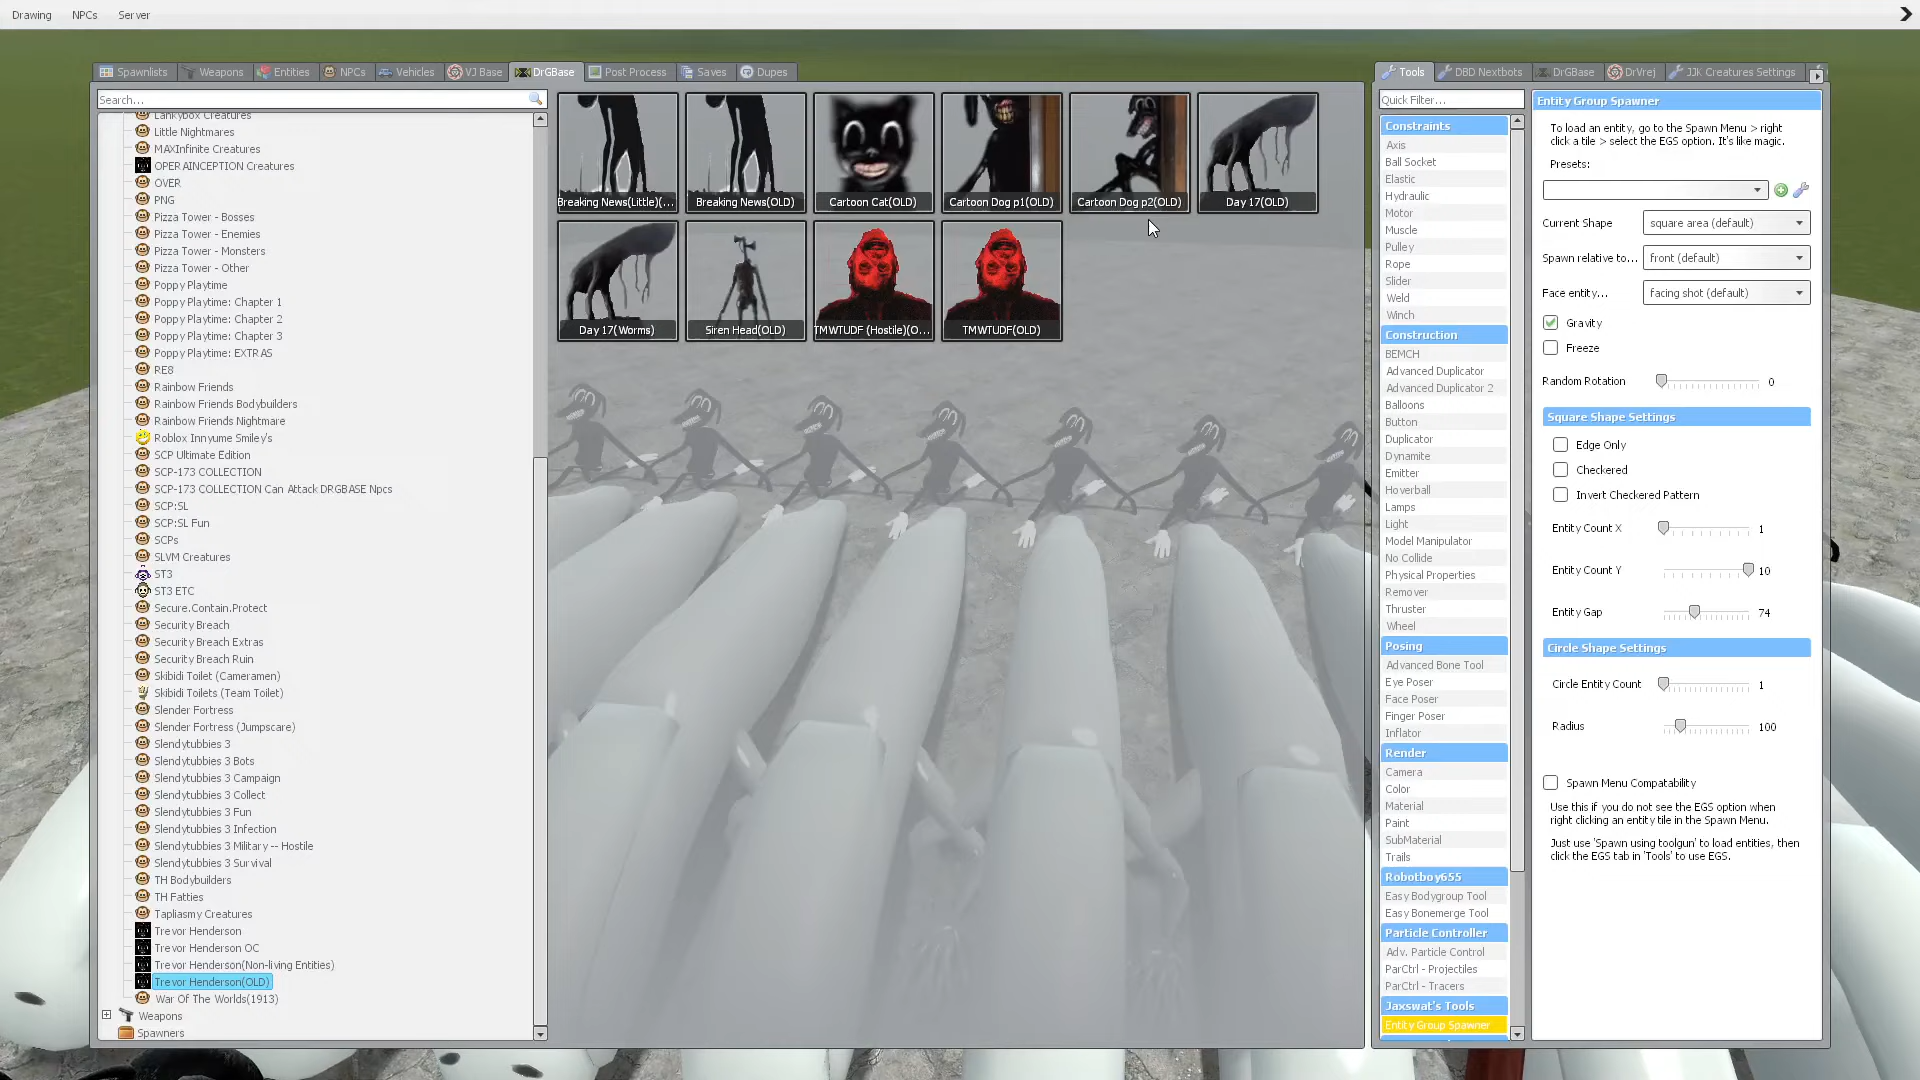 Drawing NPCs Server
Spawnlists Weapons Entities NPCs Vehicles VJ Base DrGBase Post Process Saves Dupes
Search...
Lankybox Creatures
Little Nightmares
MAXInfinite Creatures
OPERAINCEPTION Creatures
OVER
PNG
Pizza Tower - Bosses
Pizza Tower - Enemies
Pizza Tower - Monsters
Pizza Tower - Other
Poppy Playtime
Poppy Playtime: Chapter 1
Poppy Playtime: Chapter 2
Poppy Playtime: Chapter 3
Poppy Playtime: EXTRAS
RE8
Rainbow Friends
Rainbow Friends Bodybuilders
Rainbow Friends Nightmare
Roblox Innyume Smiley's
SCP Ultimate Edition
SCP-173 COLLECTION
SCP-173 COLLECTION Can Attack DRGBASE Npcs
SCP:SL
SCP:SL Fun
SCPs
SLVM Creatures
ST3
ST3 ETC
Secure.Contain.Protect
Security Breach
Security Breach Extras
Security Breach Ruin
Skibidi Toilet (Cameramen)
Skibidi Toilets (Team Toilet)
Slender Fortress
Slender Fortress (Jumpscare)
Slendytubbies 3
Slendytubbies 3 Bots
Slendytubbies 3 Campaign
Slendytubbies 3 Collect
Slendytubbies 3 Fun
Slendytubbies 3 Infection
Slendytubbies 3 Military -- Hostile
Slendytubbies 3 Survival
TH Bodybuilders
TH Fatties
Tapliasmy Creatures
Trevor Henderson
Trevor Henderson OC
Trevor Henderson(Non-living Entities)
Trevor Henderson(OLD)
War Of The Worlds(1913)
Weapons
Spawners
Breaking News(Little)(... Breaking News(OLD) Cartoon Cat(OLD) Cartoon Dog p1(OLD) Cartoon Dog p2(OLD) Day 17(OLD)
Day 17(Worms) Siren Head(OLD) TMWTUDF (Hostile)(O... TMWTUDF(OLD)
Tools DBD Nextbots DrGBase DrVrej JJK Creatures Settings
Quick Filter...
Constraints
Axis
Ball Socket
Elastic
Hydraulic
Motor
Muscle
Pulley
Rope
Slider
Weld
Winch
Construction
BEMCH
Advanced Duplicator
Advanced Duplicator 2
Balloons
Button
Duplicator
Dynamite
Emitter
Hoverball
Lamps
Light
Model Manipulator
No Collide
Physical Properties
Remover
Thruster
Wheel
Posing
Advanced Bone Tool
Eye Poser
Face Poser
Finger Poser
Inflator
Render
Camera
Color
Material
Paint
SubMaterial
Trails
Robotboy655
Easy Bodygroup Tool
Easy Bonemerge Tool
Particle Controller
Adv. Particle Control
ParCtrl - Projectiles
ParCtrl - Tracers
Jaxswat's Tools
Entity Group Spawner
Entity Group Spawner
To load an entity, go to the Spawn Menu > right
click a tile > select the EGS option. It's like magic.
Presets:
Current Shape square area (default)
Spawn relative to... front (default)
Face entity... facing shot (default)
Gravity
Freeze
Random Rotation 0
Square Shape Settings
Edge Only
Checkered
Invert Checkered Pattern
Entity Count X 1
Entity Count Y 10
Entity Gap 74
Circle Shape Settings
Circle Entity Count 1
Radius 100
Spawn Menu Compatability
Use this if you do not see the EGS option when
right clicking an entity tile in the Spawn Menu.
Just use 'Spawn using toolgun' to load entities, then
click the EGS tab in 'Tools' to use EGS.